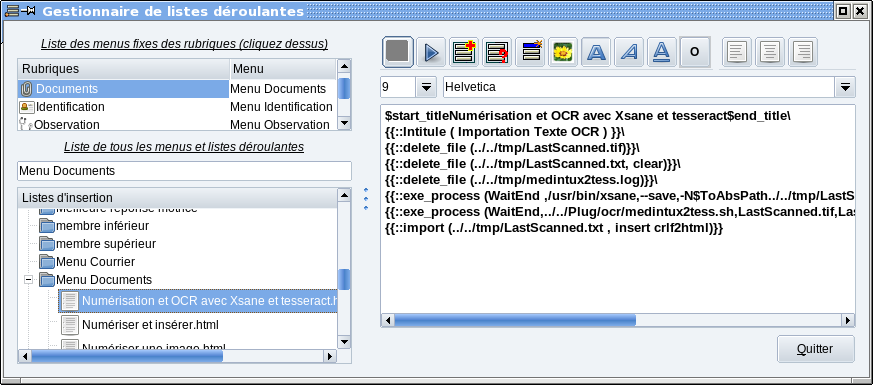 Gestionnaire de listes déroulantes
Liste des menus fixes des rubriques (cliquez dessus)
Rubriques Menu
Documents Menu Documents
Identification Menu Identification
Observation Menu Observation
Liste de tous les menus et listes déroulantes
Menu Documents
Listes d'insertion
Meilleure réponse motrice
membre inférieur
membre supérieur
Menu Courrier
Menu Documents
Numérisation et OCR avec Xsane et tesseract.h
Numériser et insérer.html
Numériser une image.html
A A A O
9 Helvetica
$start_titleNumérisation et OCR avec Xsane et tesseract$end_title\
{{::Intitule ( Importation Texte OCR ) }}\
{{::delete_file (../../tmp/LastScanned.tif)}}\
{{::delete_file (../../tmp/LastScanned.txt, clear)}}\
{{::delete_file (../../tmp/medintux2tess.log)}}\
{{::exe_process (WaitEnd ,/usr/bin/xsane,--save,-N$ToAbsPath../../tmp/LastS
{{::exe_process (WaitEnd,../../Plug/ocr/medintux2tess.sh,LastScanned.tif,Las
{{::import (../../tmp/LastScanned.txt , insert crlf2html)}}
Quitter